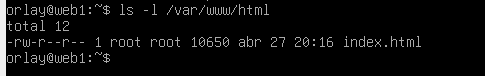 orlay@web1:~$ ls -l /var/www/html
total 12
-rw-r--r-- 1 root root 10650 abr 27 20:16 index.html
orlay@web1:~$